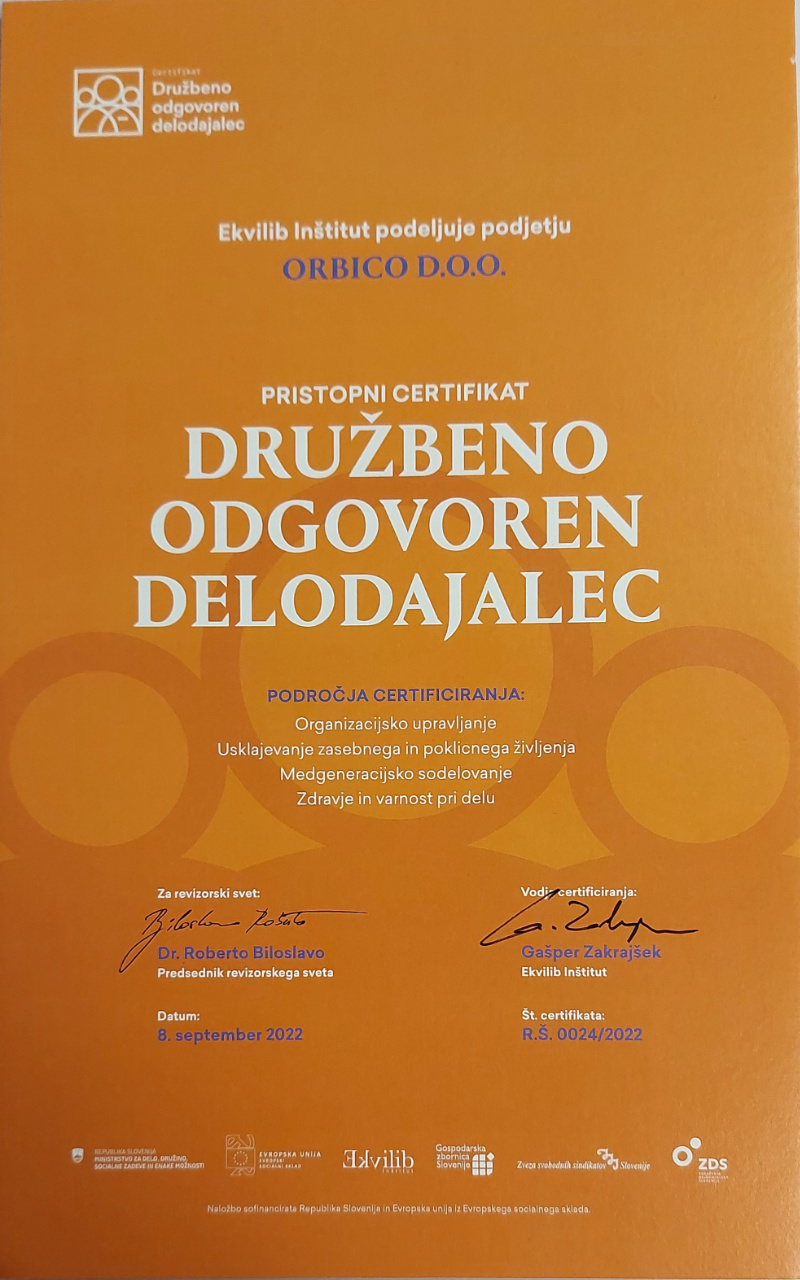 Certifikat
Družbeno
odgovoren
delodajalec
Ekvilib Inštitut podeljuje podjetju
ORBICO D.O.O.
PRISTOPNI CERTIFIKAT
DRUŽBENO
ODGOVOREN
DELODAJALEC
PODROČJA CERTIFICIRANJA:
Organizacijsko upravljanje
Usklajevanje zasebnega in poklicnega življenja
Medgeneracijsko sodelovanje
Zdravje in varnost pri delu
Za revizorski svet:
Dr. Roberto Biloslavo
Predsednik revizorskega sveta
Datum:
8. september 2022
Vodja certificiranja:
Gašper Zakrajšek
Ekvilib Inštitut
Št. certifikata:
R.Š. 0024/2022
REPUBLIKA SLOVENIJA
MINISTRSTVO ZA DELO, DRUŽINO,
SOCIALNE ZADEVE IN ENAKE MOŽNOSTI
EVROPSKA UNIJA
EVROPSKI
SOCIALNI SKLAD
Ekvilib
Inštitut
Gospodarska
zbornica
Slovenije
Zveza svobodnih sindikatov Slovenije
ZDS
Naložbo sofinancirata Republika Slovenija in Evropska unija iz Evropskega socialnega sklada.